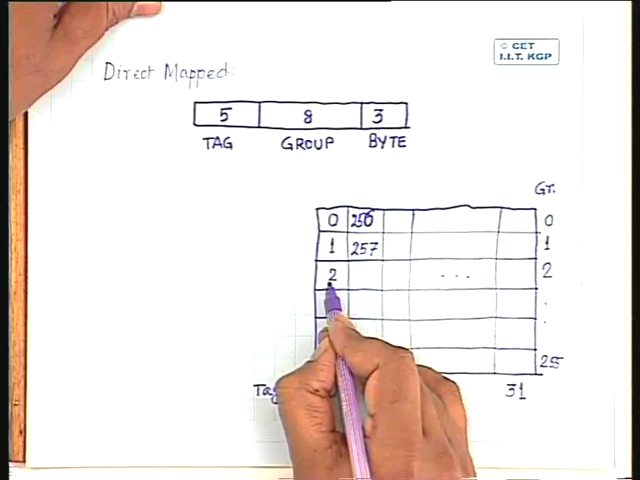 © CET
I.I.T. KGP
Direct Mapped:
5 8 3
TAG GROUP BYTE
Gr.
0 256 0
1 257 1
2 ... 2
.
.
255
31